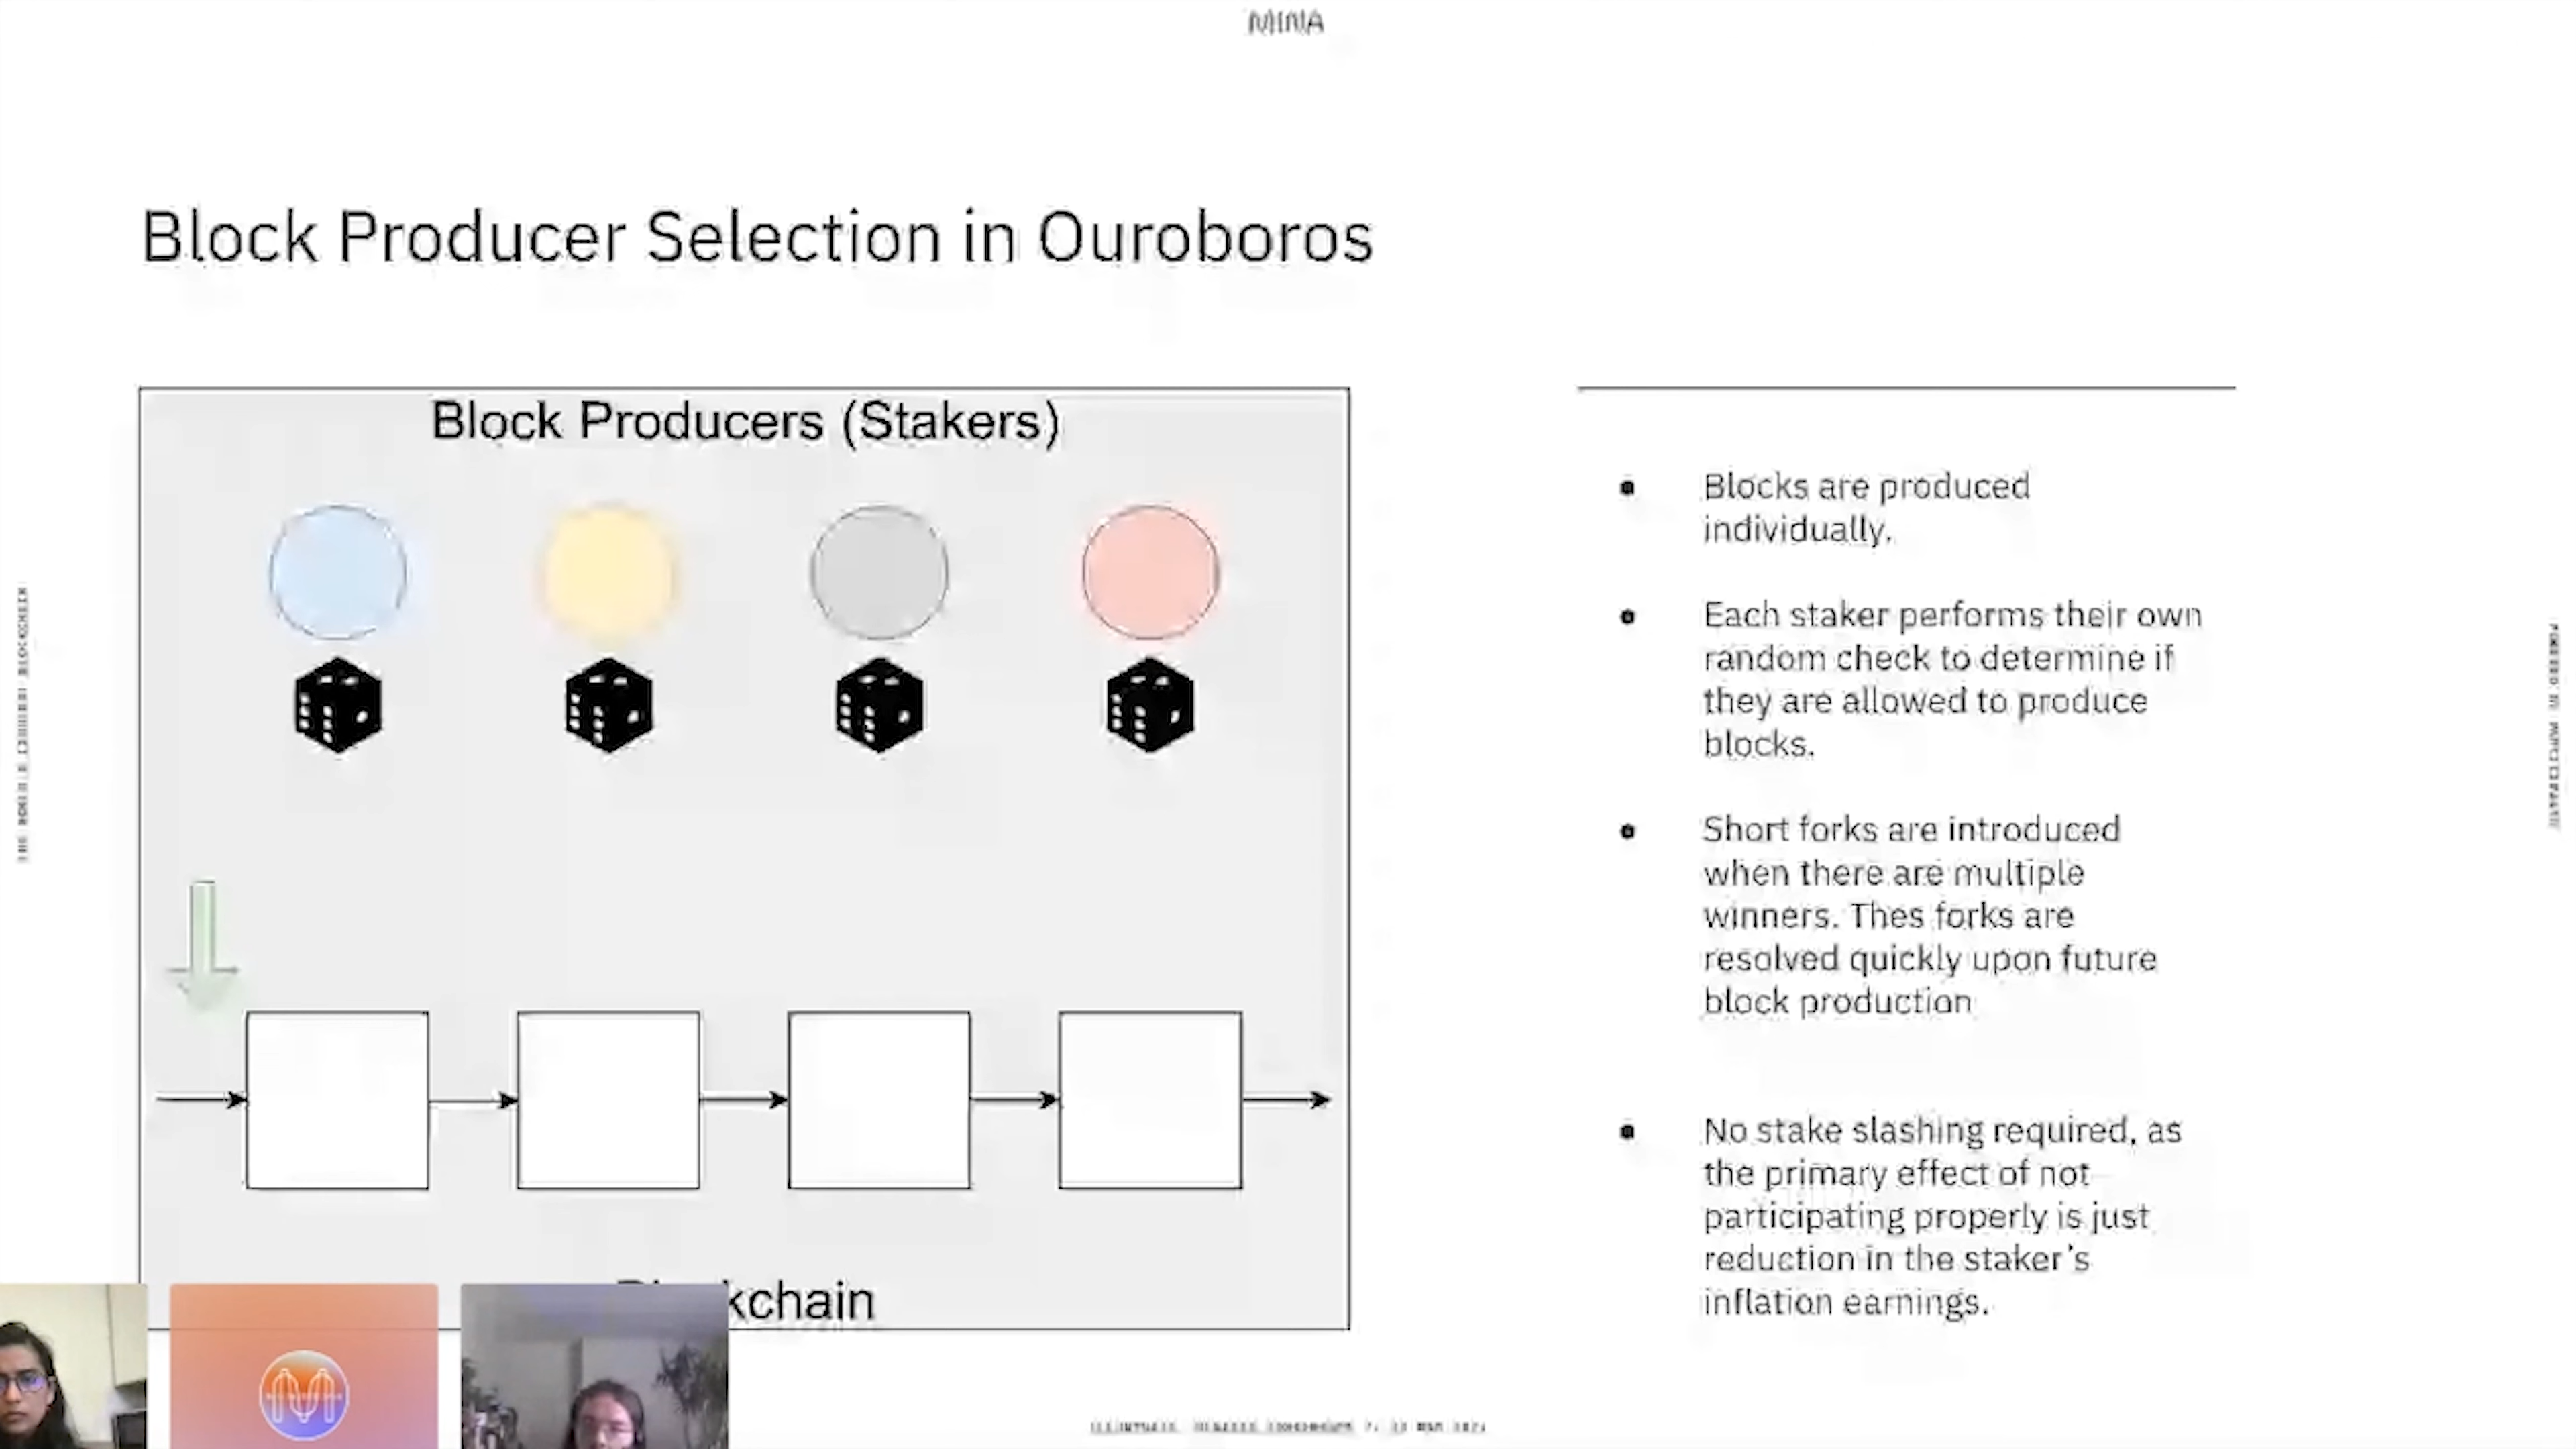 MINA
Block Producer Selection in Ouroboros
Block Producers (Stakers)
kchain
Blocks are produced
individually.
Each staker performs their own
random check to determine if
they are allowed to produce
blocks.
Short forks are introduced
when there are multiple
winners. Thes forks are
resolved quickly upon future
block production
No stake slashing required, as
the primary effect of not
participating properly is just
reduction in the staker's
inflation earnings.